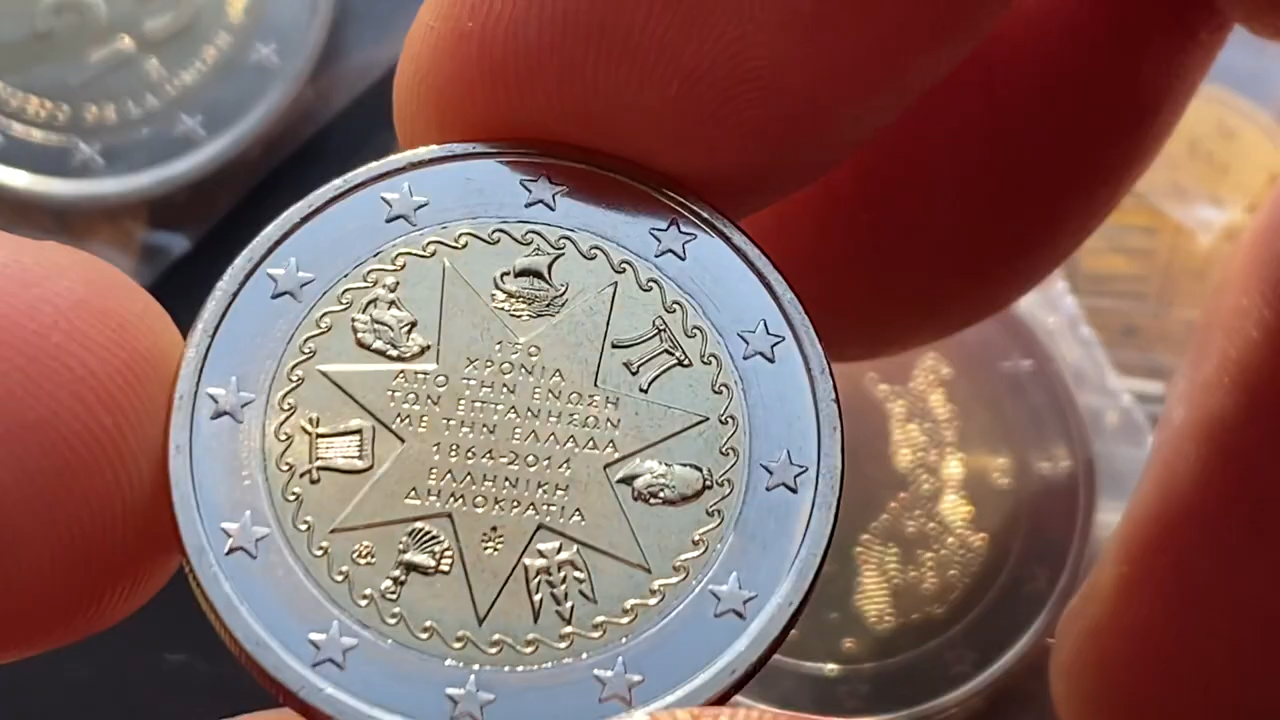 150
ΧΡΟΝΙΑ
ΑΠΟ ΤΗΝ ΕΝΩΣΗ
ΤΩΝ ΕΠΤΑΝΗΣΩΝ
ΜΕ ΤΗΝ ΕΛΛΑΔΑ
1864-2014
ΕΛΛΗΝΙΚΗ
ΔΗΜΟΚΡΑΤΙΑ